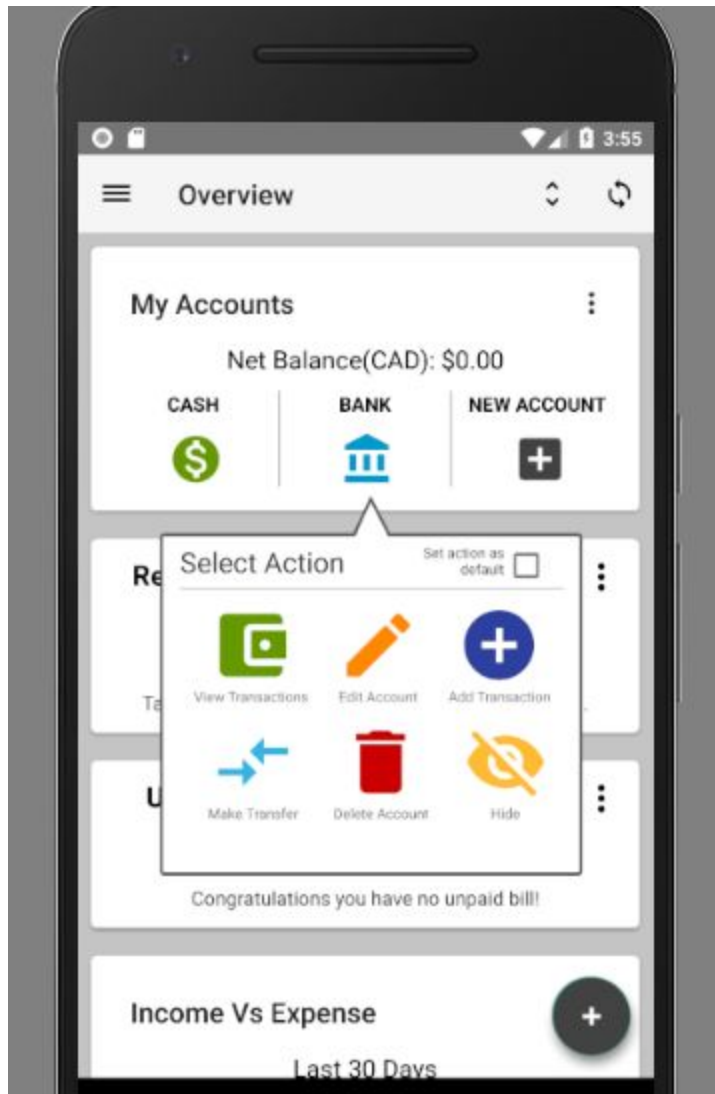 3:55
Overview
My Accounts
Net Balance(CAD): $0.00
CASH BANK NEW ACCOUNT
Select Action
Set action as
default
Re
View Transactions Edit Account Add Transaction
Ta
Make Transfer Delete Account Hide
U
Congratulations you have no unpaid bill!
Income Vs Expense
Last 30 Days